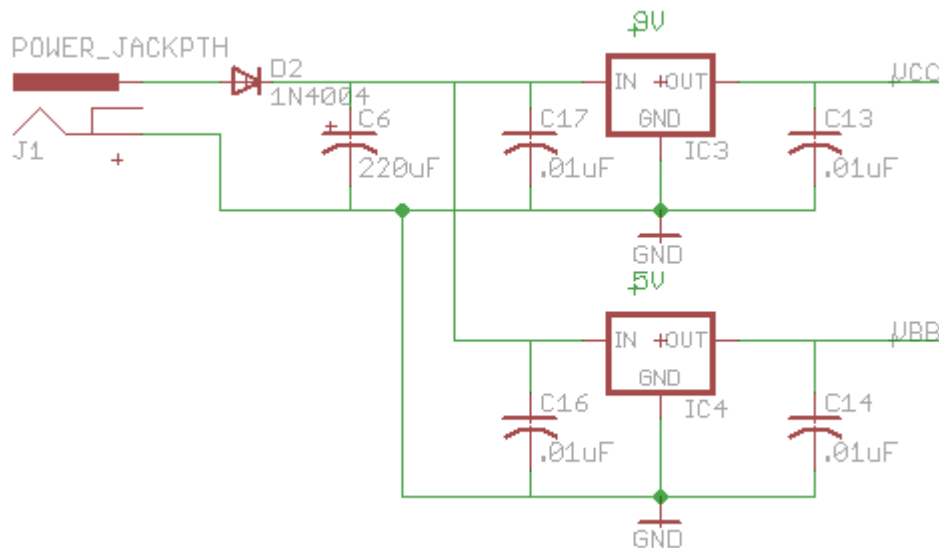 9V
POWER_JACKPTH
D2
1N4004
IN
OUT
VCC
GND
C6
C17
C13
J1
IC3
220uF
.01uF
.01uF
GND
5V
IN
OUT
VBB
GND
C16
IC4
C14
.01uF
.01uF
GND